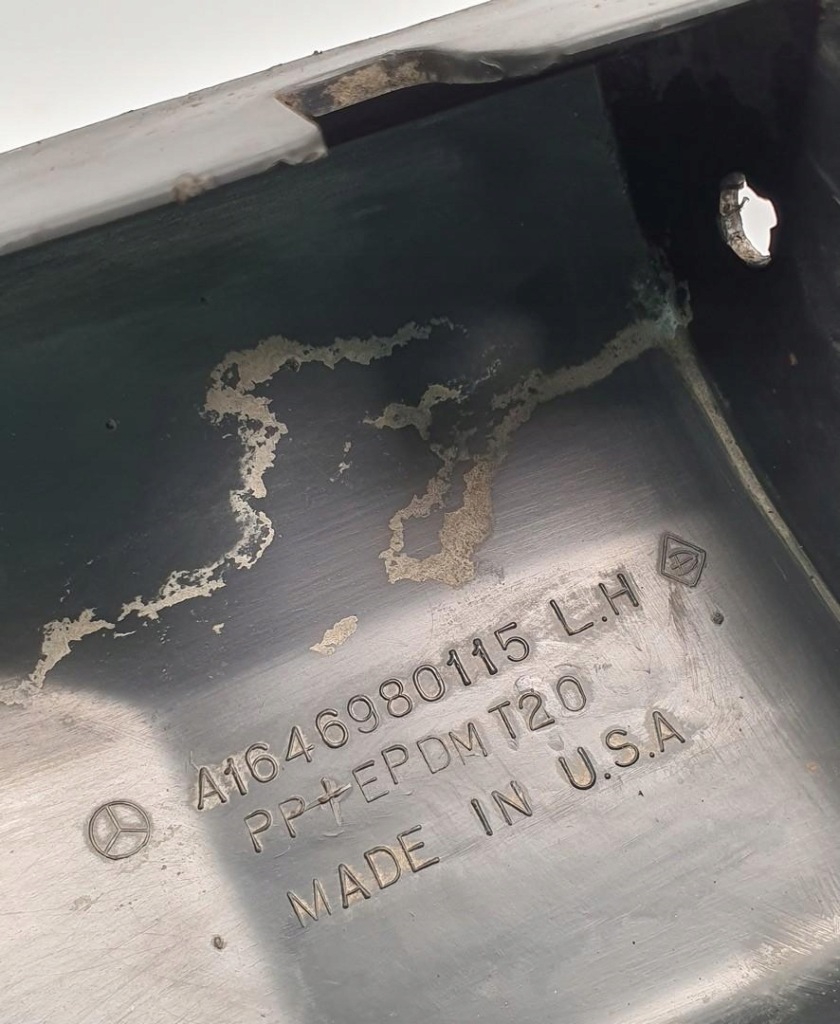 A1646980115 L.H
PP+EPDM T20
MADE IN U.S.A